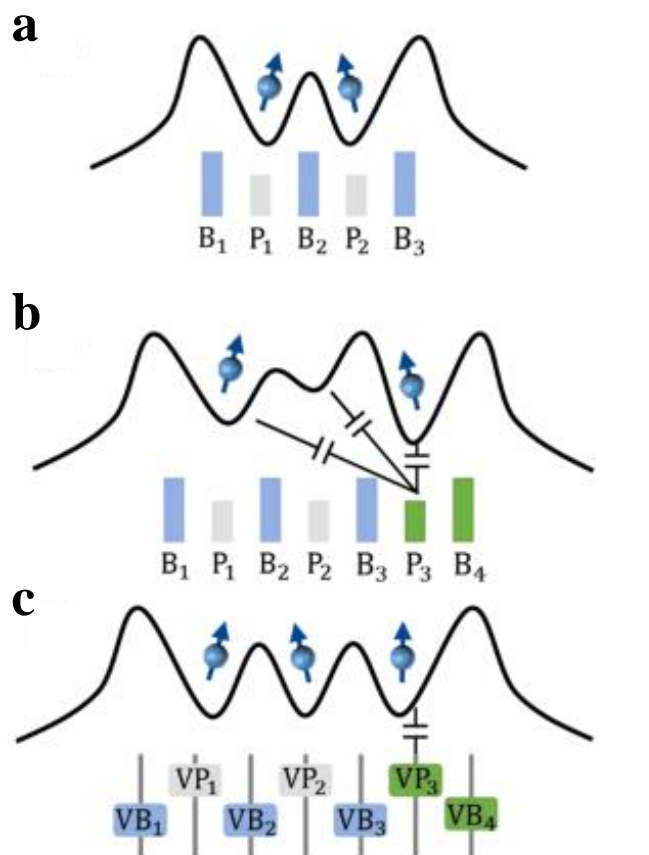 a
B₁ P₁ B₂ P₂ B₃
b
B₁ P₁ B₂ P₂ B₃ P₃ B₄
c
VP₁ VP₂ VP₃
VB₁ VB₂ VB₃ VB₄